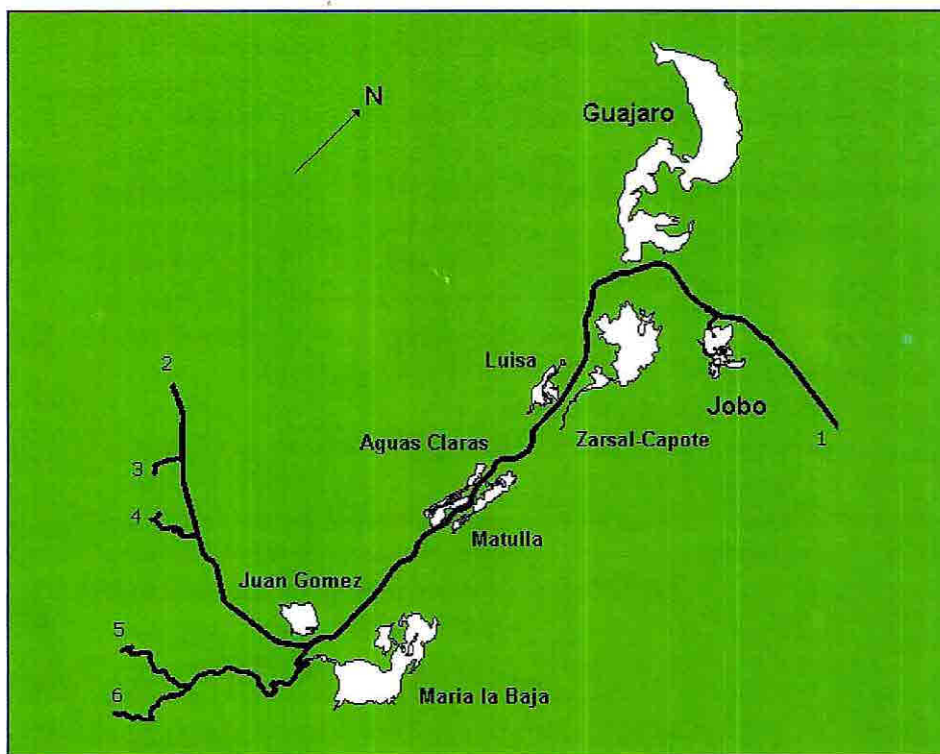 N
Guajaro
Luisa
2
Jobo
Zarsal-Capote
1
Aguas Claras
3
4
Matulla
Juan Gomez
5
6
Maria la Baja